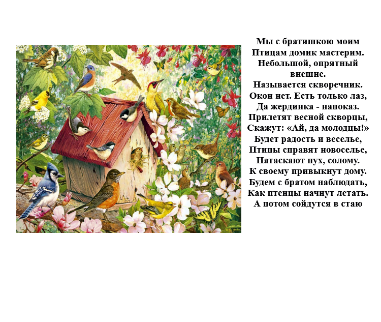 Мы с братишкою моим
Птицам домик мастерим.
Небольшой, опрятный
внешне.
Называется скворечник.
Окон нет. Есть только лаз,
Да жердинка - напоказ.
Прилетят весной скворцы,
Скажут: «Ай, да молодцы!»
Будет радость и веселье,
Птицы справят новоселье,
Натаскают пух, солому.
К своему привыкнут дому.
Будем с братом наблюдать,
Как птенцы начнут летать.
А потом сойдутся в стаю